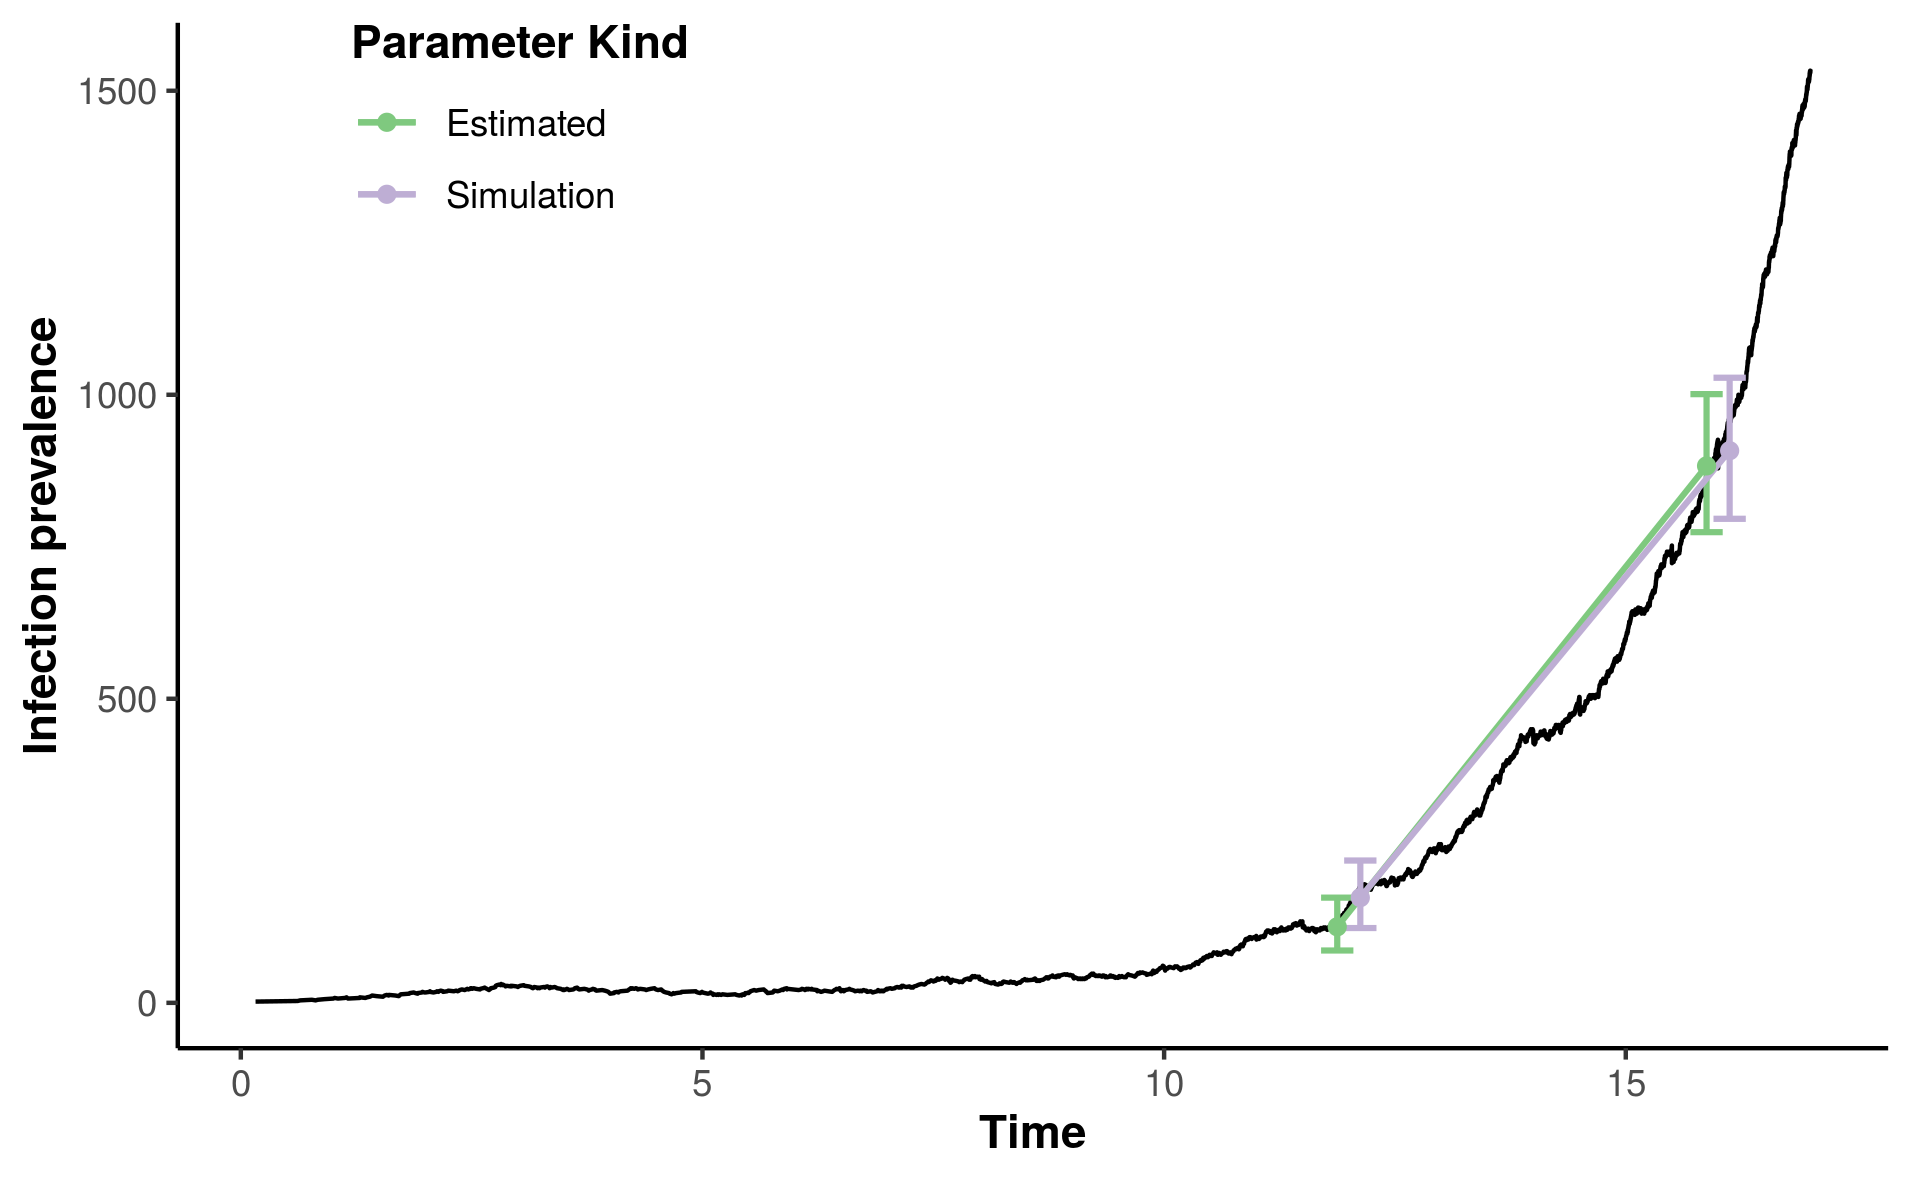 Parameter Kind
Estimated
Simulation
Infection prevalence
1500
1000
500
0
0 5 10 15
Time